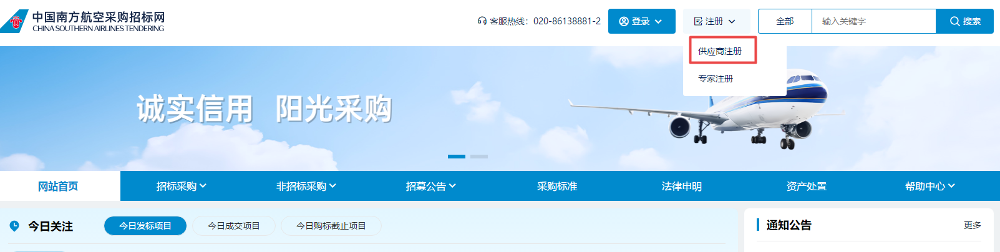 中国南方航空采购招标网
CHINA SOUTHERN AIRLINES TENDERING
客服热线：020-86138881-2
登录
注册
全部
输入关键字
搜索
供应商注册
专家注册
诚实信用 阳光采购
网站首页
招标采购
非招标采购
招募公告
采购标准
法律申明
资产处置
帮助中心
今日关注
今日发标项目
今日成交项目
今日购标截止项目
通知公告
更多